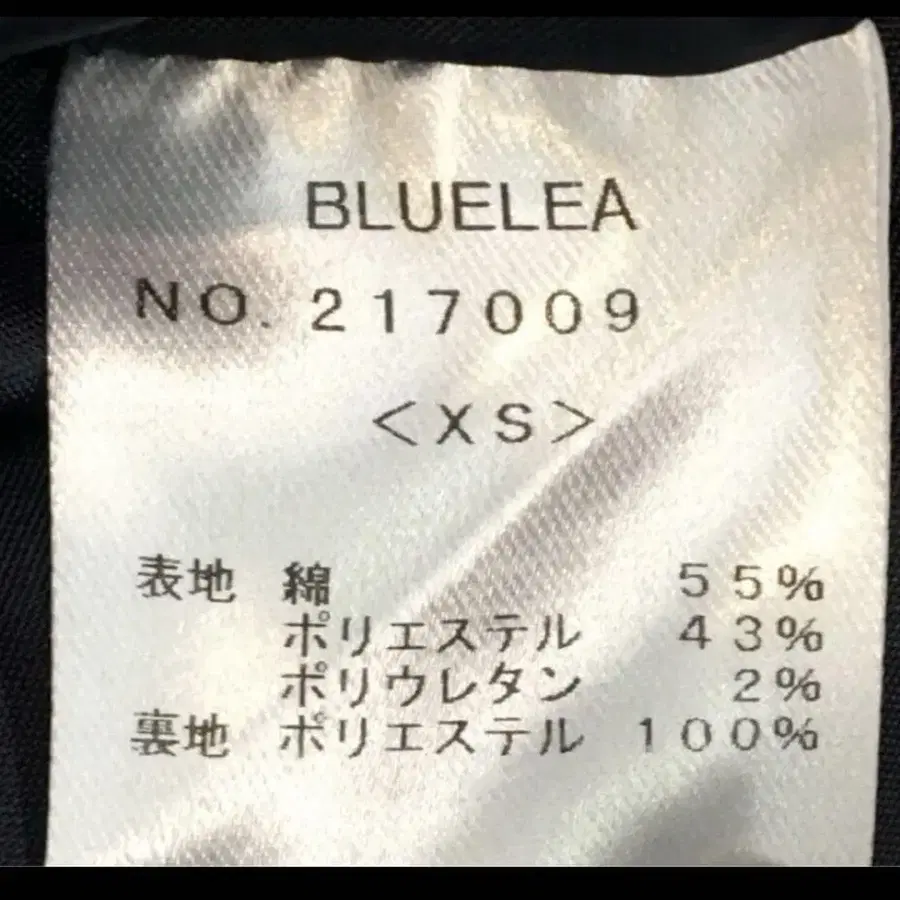 BLUELEA
NO. 217009
<XS>
表地 綿 55%
ポリエステル 43%
ポリウレタン 2%
裏地 ポリエステル 100%